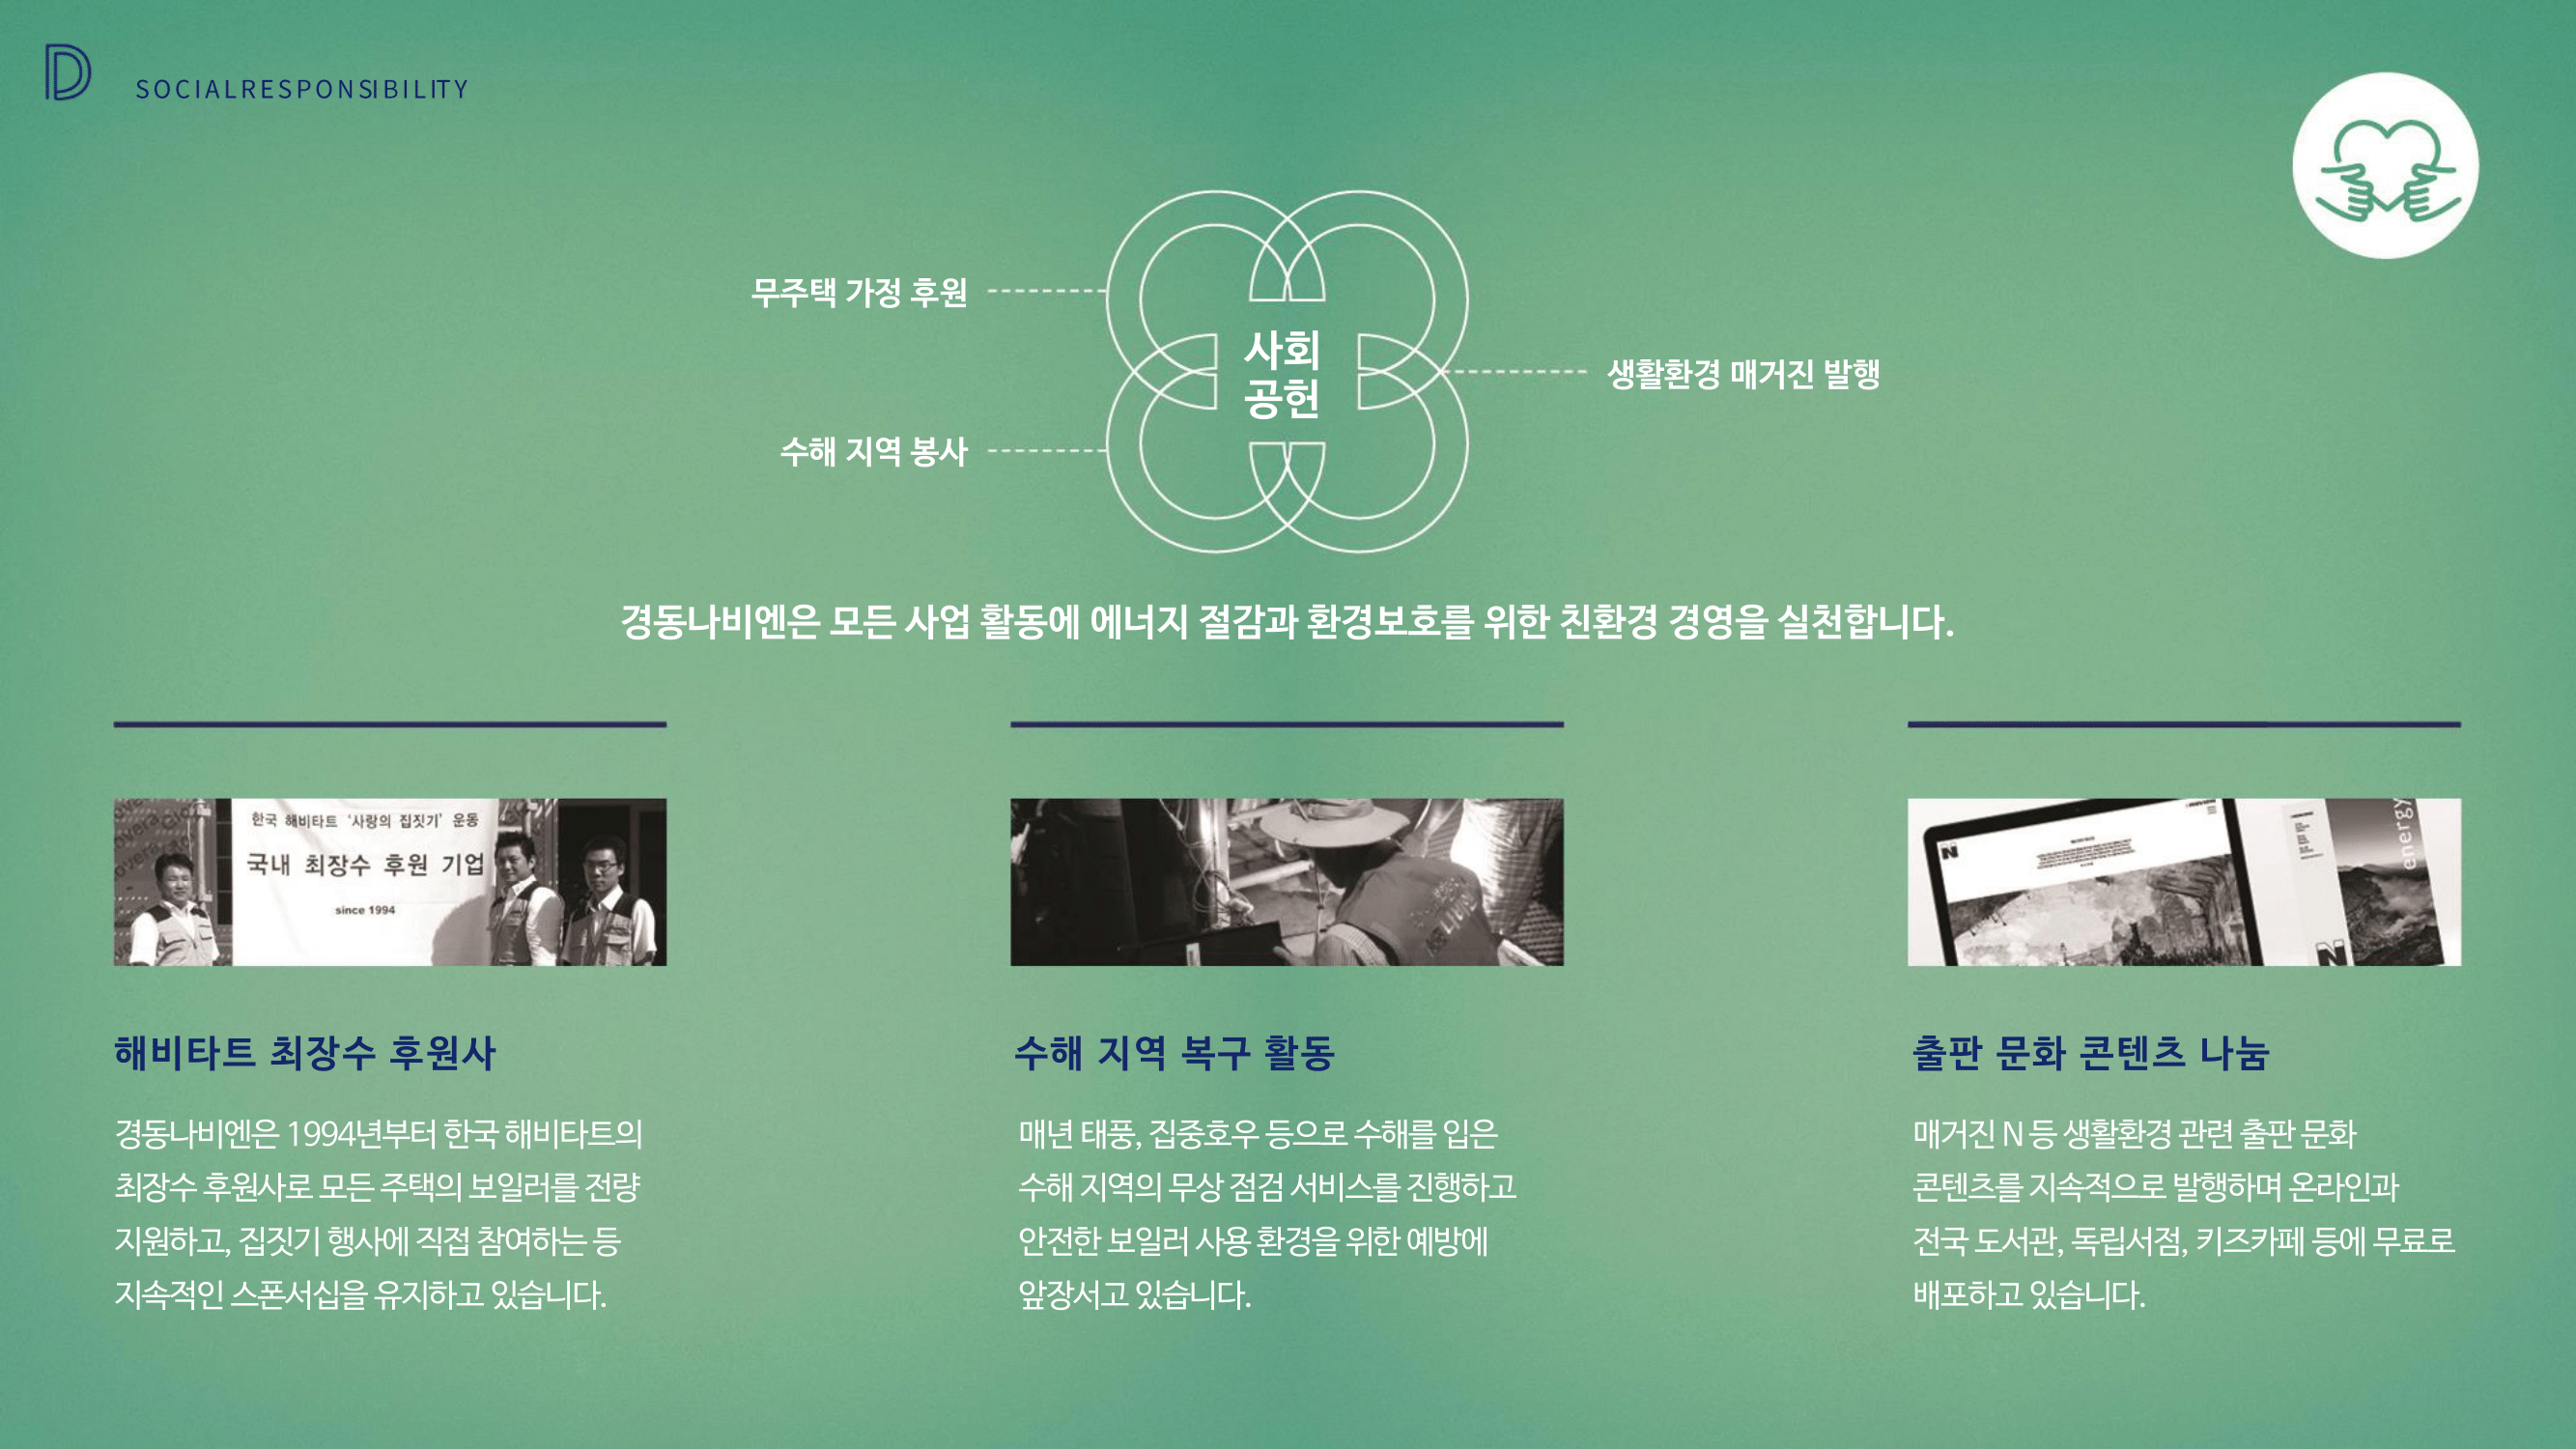 D
SOCIALRESPONSIBILITY
무주택 가정 후원
수해 지역 봉사
사회
공헌
생활환경 매거진 발행
경동나비엔은 모든 사업 활동에 에너지 절감과 환경보호를 위한 친환경 경영을 실천합니다.
한국 해비타트 '사랑의 집짓기' 운동
국내 최장수 후원 기업
since 1994
해비타트 최장수 후원사
경동나비엔은 1994년부터 한국 해비타트의
최장수 후원사로 모든 주택의 보일러를 전량
지원하고, 집짓기 행사에 직접 참여하는 등
지속적인 스폰서십을 유지하고 있습니다.
수해 지역 복구 활동
매년 태풍, 집중호우 등으로 수해를 입은
수해 지역의 무상 점검 서비스를 진행하고
안전한 보일러 사용 환경을 위한 예방에
앞장서고 있습니다.
N
energy
N
출판 문화 콘텐츠 나눔
매거진 N 등 생활환경 관련 출판 문화
콘텐츠를 지속적으로 발행하며 온라인과
전국 도서관, 독립서점, 키즈카페 등에 무료로
배포하고 있습니다.